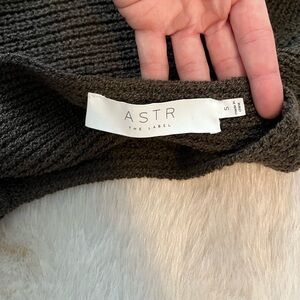 ASTR
THE LABEL
S